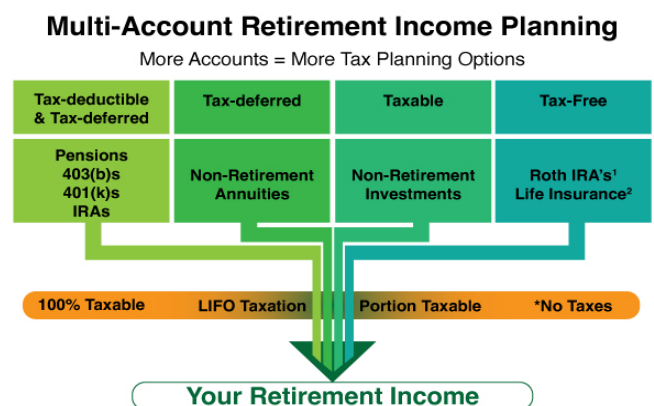 Multi-Account Retirement Income Planning
More Accounts = More Tax Planning Options
Tax-deductible
& Tax-deferred
Tax-deferred
Taxable
Tax-Free
Pensions
403(b)s
401(k)s
IRAs
Non-Retirement
Annuities
Non-Retirement
Investments
Roth IRA's¹
Life Insurance²
100% Taxable
LIFO Taxation
Portion Taxable
*No Taxes
Your Retirement Income